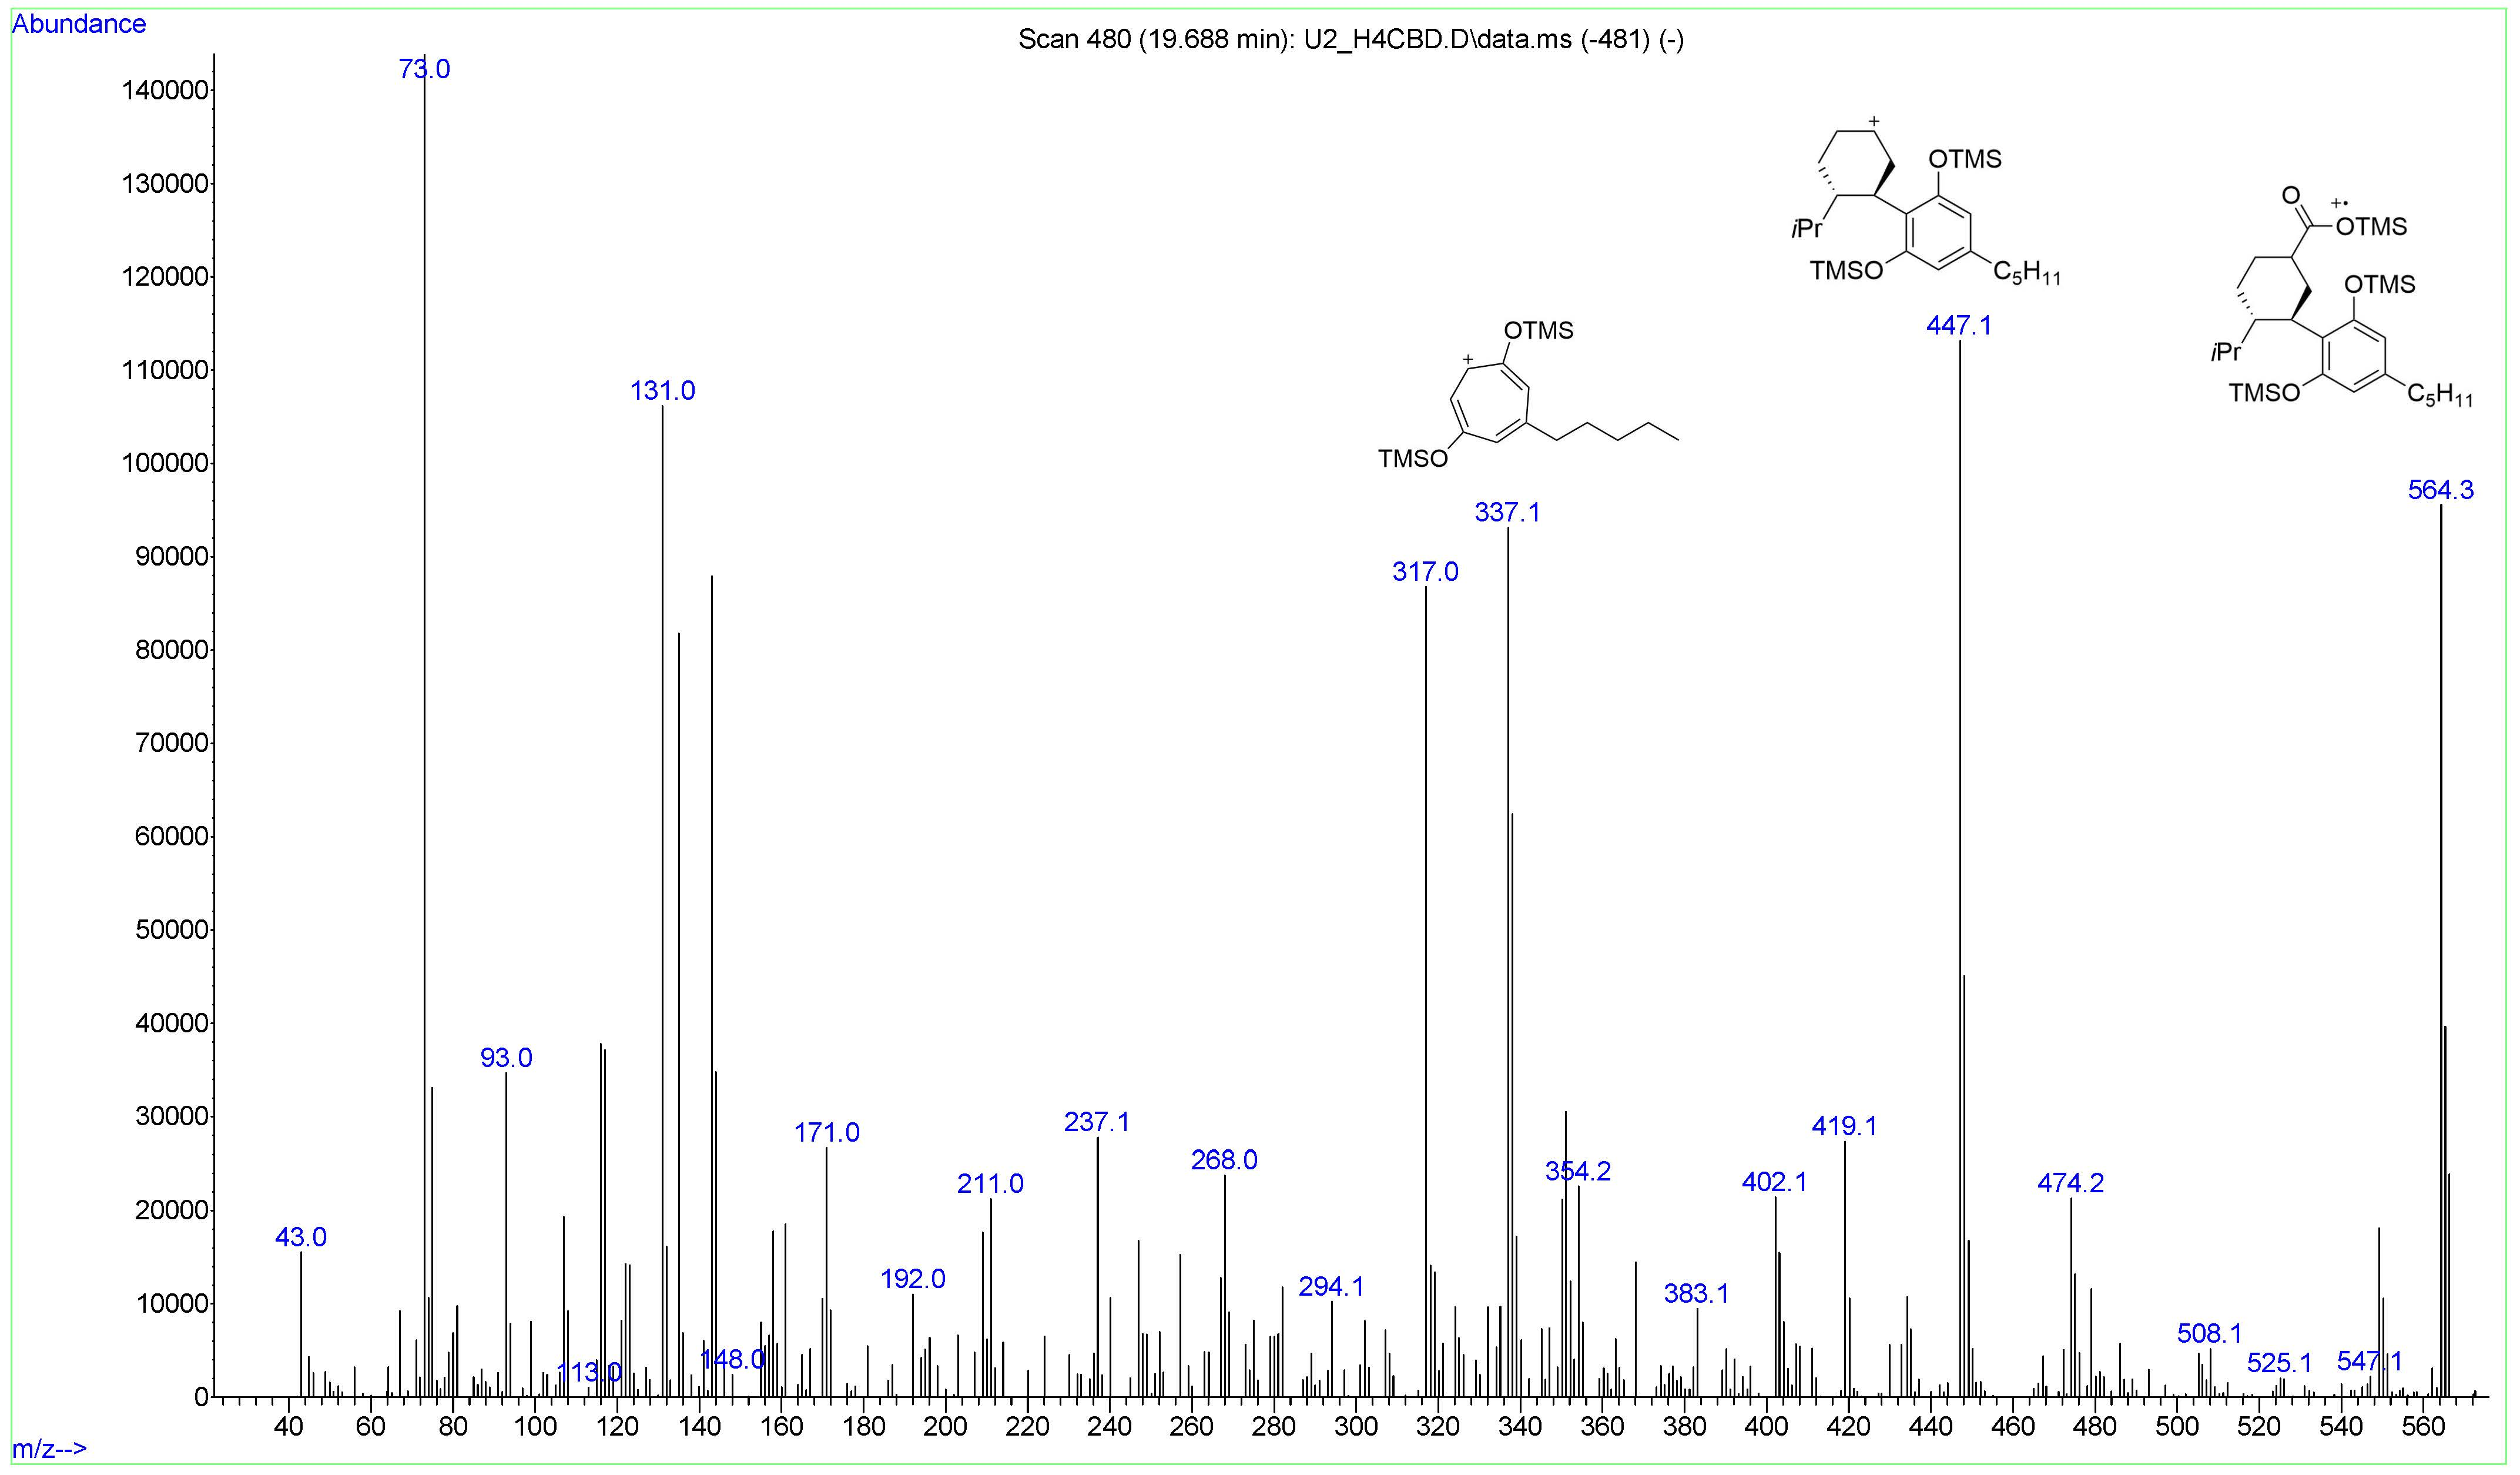 Abundance
Scan 480 (19.688 min): U2_H4CBD.D\data.ms (-481) (-)
73.0
140000
130000
120000
110000
100000
90000
80000
70000
60000
50000
40000
30000
20000
10000
0
+
OTMS
iPr
TMSO
C5H11
O
+•
OTMS
OTMS
iPr
TMSO
C5H11
OTMS
+
TMSO
447.1
131.0
564.3
337.1
317.0
93.0
237.1
171.0
419.1
268.0
354.2
402.1
474.2
211.0
43.0
192.0
294.1
383.1
508.1
113.0
148.0
525.1
547.1
40 60 80 100 120 140 160 180 200 220 240 260 280 300 320 340 360 380 400 420 440 460 480 500 520 540 560
m/z-->